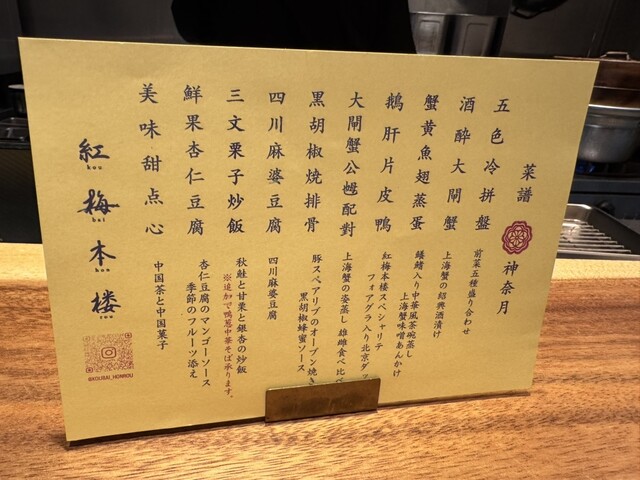 菜譜
神奈月
五色冷拼盤
前菜五種盛り合わせ
酒醉大閘蟹
上海蟹の紹興酒漬け
蟹黄魚翅蒸蛋
鱶鰭入り中華風茶碗蒸し
上海蟹味噌あんかけ
鵝肝片皮鴨
紅梅本楼スペシャリテ
フォアグラ入り北京ダ
大閘蟹公雌配對
上海蟹の姿蒸し 雄雌食べ比べ
黒胡椒焼排骨
豚スペアリブのオーブン焼き
黒胡椒蜂蜜ソース
四川麻婆豆腐
四川麻婆豆腐
三文栗子炒飯
秋鮭と甘栗と銀杏の炒飯
※追加で鴨葱中華そば承ります。
鮮果杏仁豆腐
杏仁豆腐のマンゴーソース
季節のフルーツ添え
美味甜点心
中国茶と中国菓子
紅梅本楼
kou
bai
hon
rou
@KOUBAI_HONROU